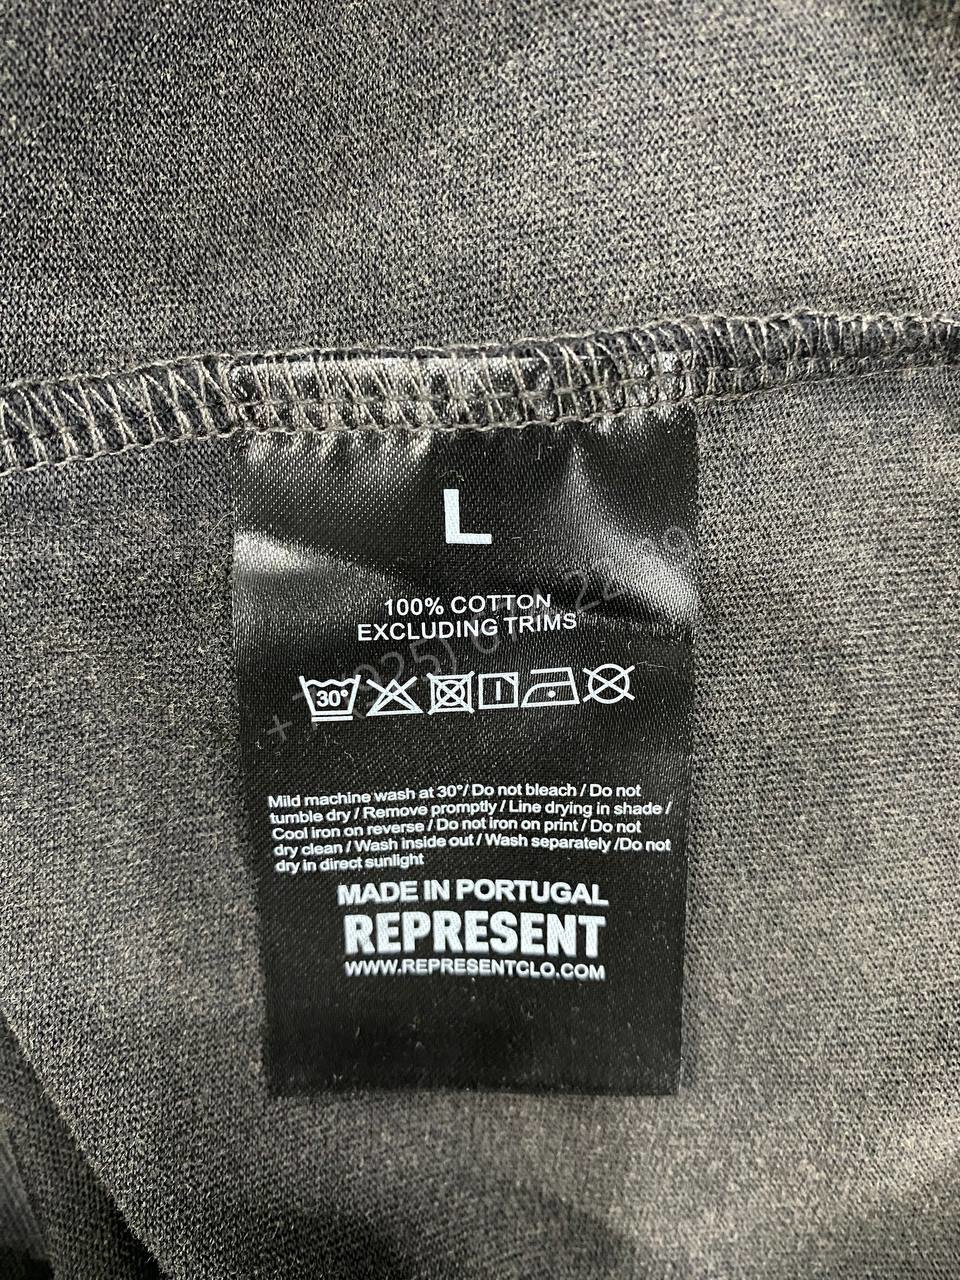 L
100% COTTON
EXCLUDING TRIMS
30°
Mild machine wash at 30°/ Do not bleach / Do not
tumble dry / Remove promptly / Line drying in shade /
Cool iron on reverse / Do not iron on print / Do not
dry clean / Wash inside out / Wash separately /Do not
dry in direct sunlight
MADE IN PORTUGAL
REPRESENT
WWW.REPRESENTCLO.COM